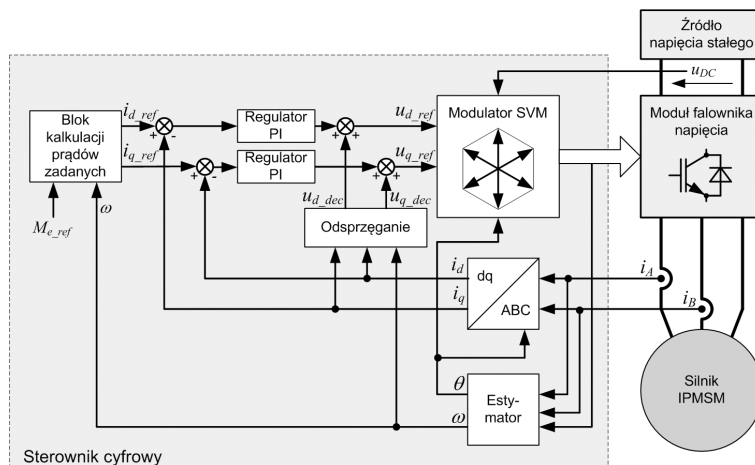 Źródło
napięcia stałego
u_DC
Blok
kalkulacji
prądów
zadanych
i_d_ref
i_q_ref
+
-
+
-
Regulator
PI
Regulator
PI
+
+
+
+
u_d_ref
u_q_ref
Modulator SVM
Moduł falownika
napięcia
u_d_dec
u_q_dec
ω
M_e_ref
Odsprzęganie
i_d
i_q
dq
ABC
i_A
i_B
θ
ω
Esty-
mator
Silnik
IPMSM
Sterownik cyfrowy